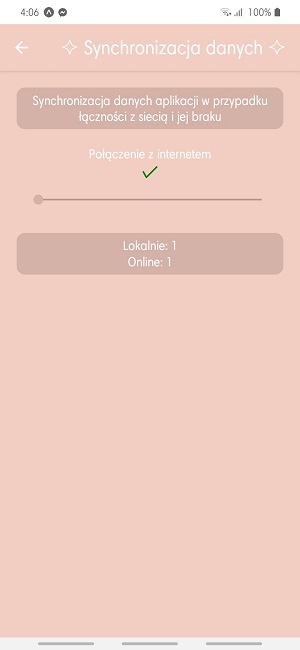 4:06
100%
Synchronizacja danych
Synchronizacja danych aplikacji w przypadku
łączności z siecią i jej braku
Połączenie z internetem
Lokalnie: 1
Online: 1